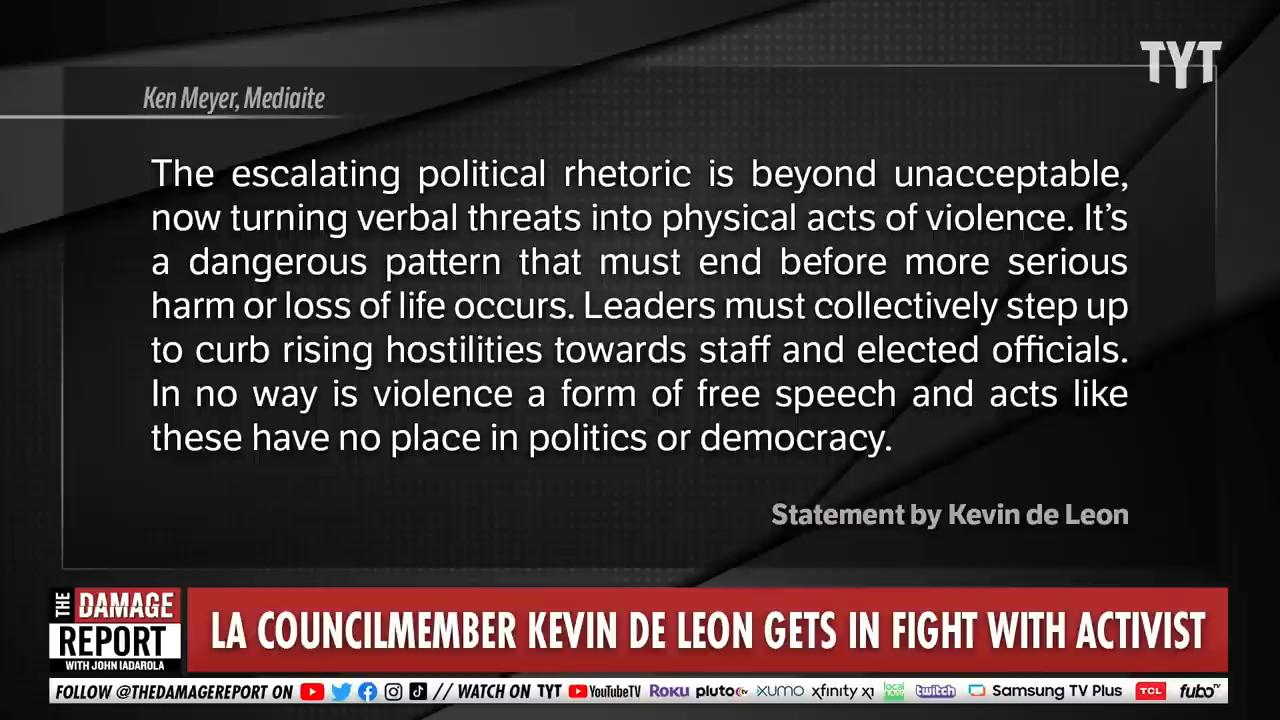 TYT
Ken Meyer, Mediaite
The escalating political rhetoric is beyond unacceptable,
now turning verbal threats into physical acts of violence. It’s
a dangerous pattern that must end before more serious
harm or loss of life occurs. Leaders must collectively step up
to curb rising hostilities towards staff and elected officials.
In no way is violence a form of free speech and acts like
these have no place in politics or democracy.
Statement by Kevin de Leon
THE DAMAGE
REPORT
WITH JOHN IADAROLA
LA COUNCILMEMBER KEVIN DE LEON GETS IN FIGHT WITH ACTIVIST
FOLLOW @THEDAMAGEREPORT ON // WATCH ON TYT YouTubeTV ROKU pluto tv XUMO xfinity x1 local now twitch Samsung TV Plus TCL fuboTV